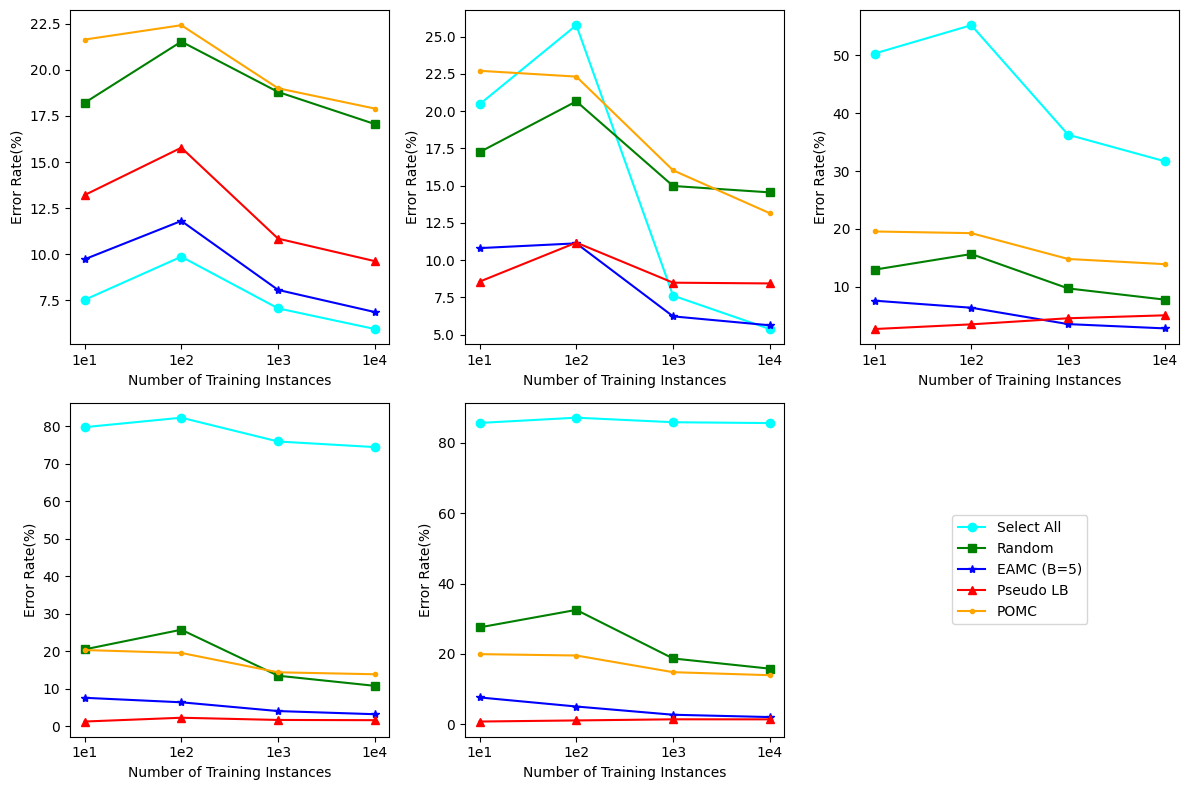 22.5
20.0
17.5
15.0
12.5
10.0
7.5
Error Rate(%)
1e1 1e2 1e3 1e4
Number of Training Instances
25.0
22.5
20.0
17.5
15.0
12.5
10.0
7.5
5.0
Error Rate(%)
1e1 1e2 1e3 1e4
Number of Training Instances
50
40
30
20
10
Error Rate(%)
1e1 1e2 1e3 1e4
Number of Training Instances
80
70
60
50
40
30
20
10
0
Error Rate(%)
1e1 1e2 1e3 1e4
Number of Training Instances
80
60
40
20
0
Error Rate(%)
1e1 1e2 1e3 1e4
Number of Training Instances
Select All
Random
EAMC (B=5)
Pseudo LB
POMC